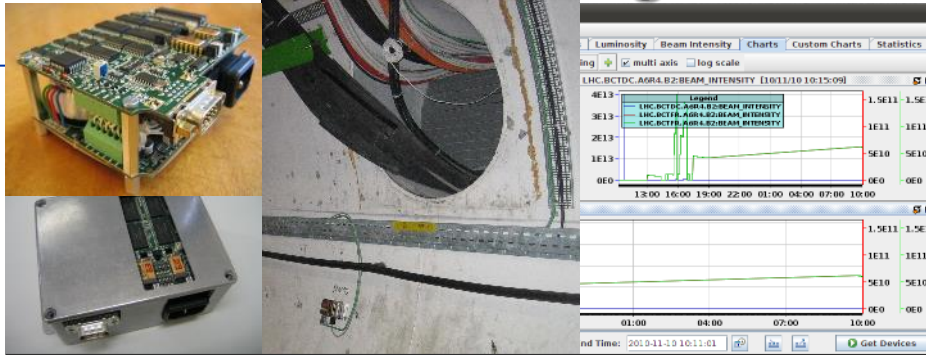 Luminosity Beam Intensity Charts Custom Charts Statistics
ing multi axis log scale
LHC.BCTDC.A6R4.B2:BEAM_INTENSITY [10/11/10 10:15:09]
Legend
LHC.BCTDC.A6R4.B2:BEAM_INTENSITY
LHC.BCTFR.A6R4.B2:BEAM_INTENSITY
LHC.BCTFR.A6R4.B2:BEAM_INTENSITY
4E13
3E13
1E13
0E0
1.5E11 1.5E
1E11 1E11
5E10 5E10
0E0 0E0
13:00 16:00 19:00 22:00 01:00 04:00 07:00 10:00
1.5E11 1.5E
1E11 1E11
5E10 5E10
0E0 0E0
01:00 04:00 07:00 10:00
nd Time: 2010-11-10 10:11:01 Get Devices